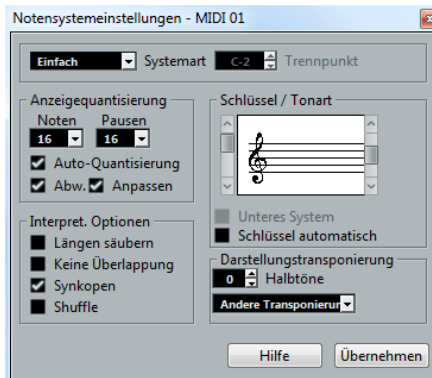 Notensystemeinstellungen - MIDI 01
Einfach Systemart C-2 Trennpunkt
Anzeigequantisierung
Noten Pausen
16 16
Auto-Quantisierung
Abw. Anpassen
Interpret. Optionen
Längen säubern
Keine Überlappung
Synkopen
Shuffle
Schlüssel / Tonart
Unteres System
Schlüssel automatisch
Darstellungstransponierung
0 Halbtöne
Andere Transponierur
Hilfe Übernehmen